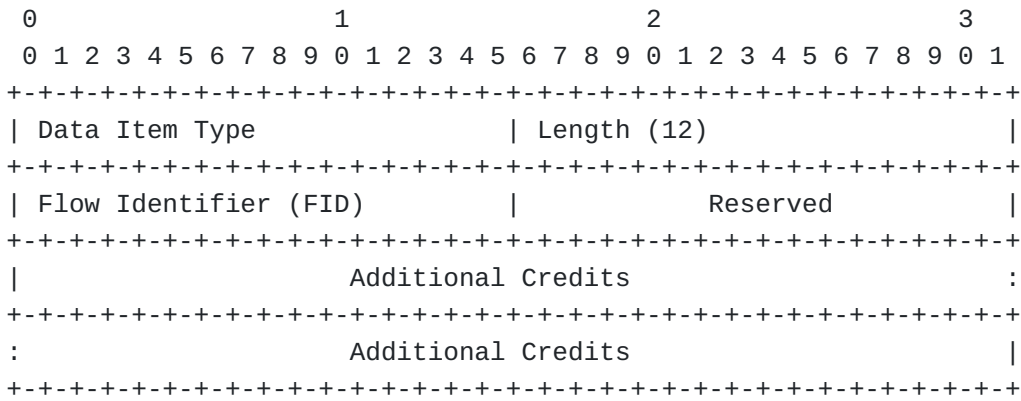 0                   1                   2                   3
 0 1 2 3 4 5 6 7 8 9 0 1 2 3 4 5 6 7 8 9 0 1 2 3 4 5 6 7 8 9 0 1
+-+-+-+-+-+-+-+-+-+-+-+-+-+-+-+-+-+-+-+-+-+-+-+-+-+-+-+-+-+-+-+-+
| Data Item Type                | Length (12)                   |
+-+-+-+-+-+-+-+-+-+-+-+-+-+-+-+-+-+-+-+-+-+-+-+-+-+-+-+-+-+-+-+-+
| Flow Identifier (FID)         |            Reserved           |
+-+-+-+-+-+-+-+-+-+-+-+-+-+-+-+-+-+-+-+-+-+-+-+-+-+-+-+-+-+-+-+-+
|                     Additional Credits                        :
+-+-+-+-+-+-+-+-+-+-+-+-+-+-+-+-+-+-+-+-+-+-+-+-+-+-+-+-+-+-+-+-+
:                     Additional Credits                        |
+-+-+-+-+-+-+-+-+-+-+-+-+-+-+-+-+-+-+-+-+-+-+-+-+-+-+-+-+-+-+-+-+